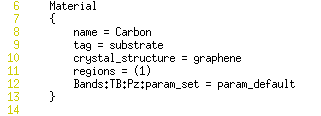 6 Material
7 {
8 name = Carbon
9 tag = substrate
10 crystal_structure = graphene
11 regions = (1)
12 Bands:TB:Pz:param_set = param_default
13 }
14